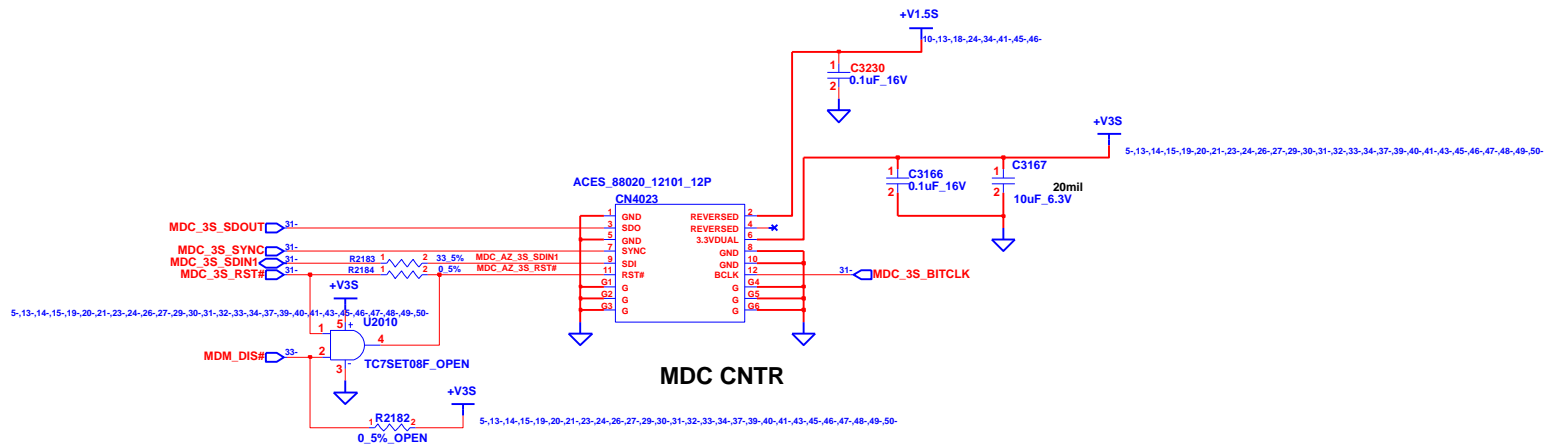 +V1.5S
10-,13-,18-,24-,34-,41-,45-,46-
1 C3230
2 0.1uF_16V
+V3S
5-,13-,14-,15-,19-,20-,21-,23-,24-,26-,27-,29-,30-,31-,32-,33-,34-,37-,39-,40-,41-,43-,45-,46-,47-,48-,49-,50-
1 C3166
2 0.1uF_16V
1 C3167
2 20mil
10uF_6.3V
ACES_88020_12101_12P
CN4023
1 GND REVERSED 2
MDC_3S_SDOUT 31- 3 SDO REVERSED 4
5 GND 3.3VDUAL 6
MDC_3S_SYNC 31- 7 SYNC GND 8
MDC_3S_SDIN1 31- R2183 1 2 33_5% MDC_AZ_3S_SDIN1 9 SDI GND 10
MDC_3S_RST# 31- R2184 1 2 0_5% MDC_AZ_3S_RST# 11 RST# BCLK 12 31- MDC_3S_BITCLK
G1 G G G4
G2 G G G5
G3 G G G6
+V3S
5-,13-,14-,15-,19-,20-,21-,23-,24-,26-,27-,29-,30-,31-,32-,33-,34-,37-,39-,40-,41-,43-,45-,46-,47-,48-,49-,50-
U2010
1 5 + 4
MDM_DIS# 33- 2
3 - TC7SET08F_OPEN
MDC CNTR
+V3S
1 R2182 2
0_5%_OPEN
5-,13-,14-,15-,19-,20-,21-,23-,24-,26-,27-,29-,30-,31-,32-,33-,34-,37-,39-,40-,41-,43-,45-,46-,47-,48-,49-,50-